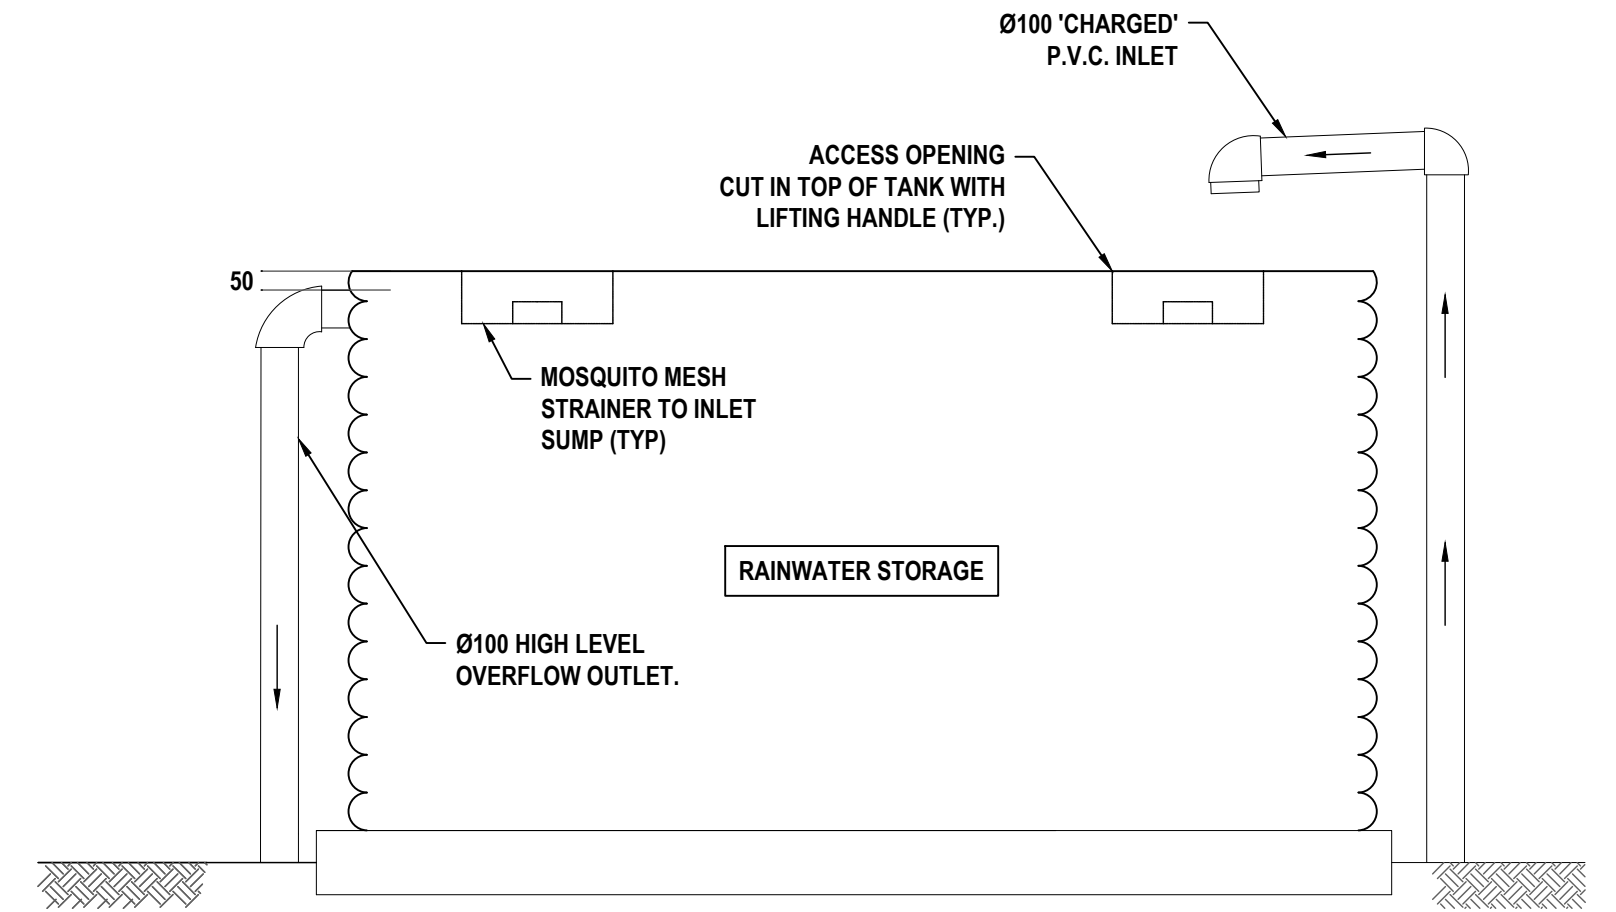 Ø100 'CHARGED'
P.V.C. INLET
ACCESS OPENING
CUT IN TOP OF TANK WITH
LIFTING HANDLE (TYP.)
50
MOSQUITO MESH
STRAINER TO INLET
SUMP (TYP)
RAINWATER STORAGE
Ø100 HIGH LEVEL
OVERFLOW OUTLET.